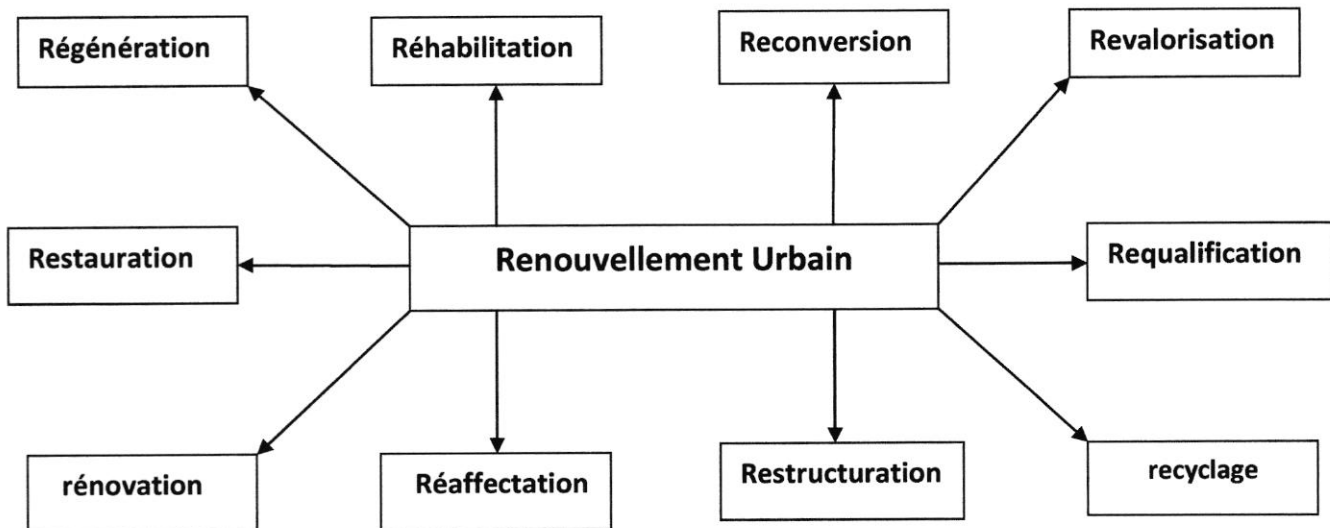 Régénération
Réhabilitation
Reconversion
Revalorisation
Restauration
Renouvellement Urbain
Requalification
rénovation
Réaffectation
Restructuration
recyclage